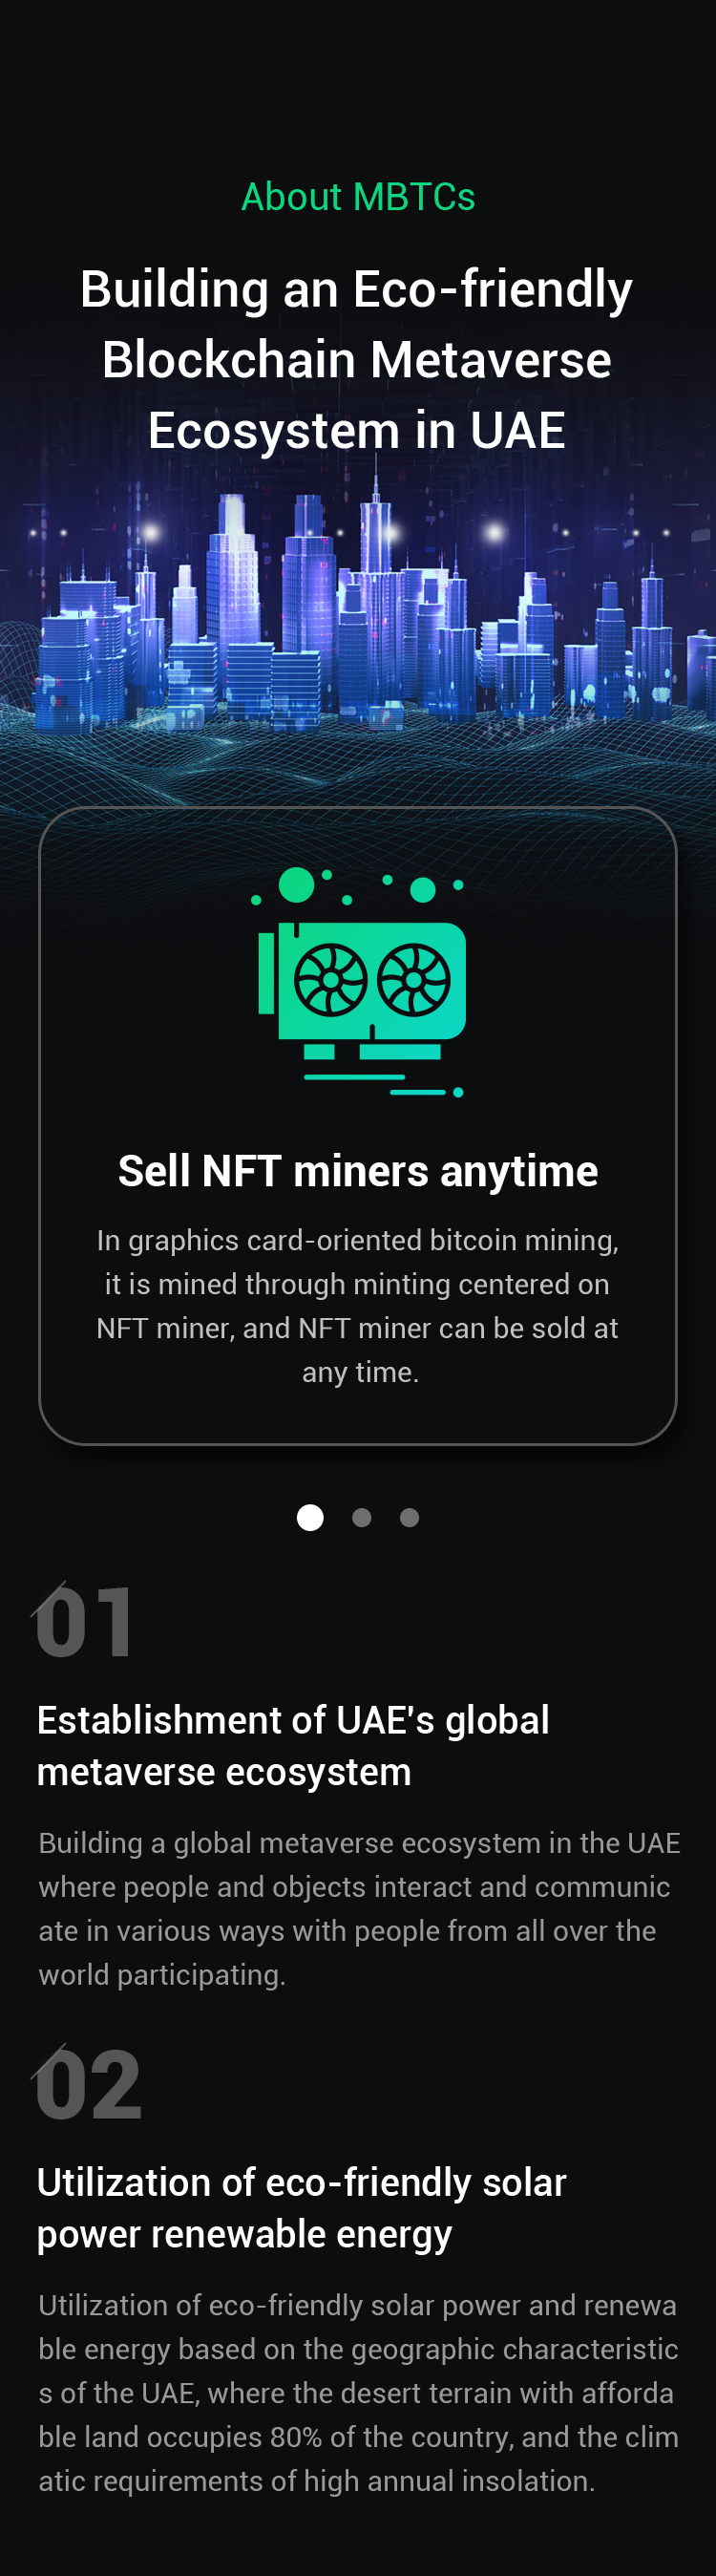 About MBTCs
Building an Eco-friendly
Blockchain Metaverse
Ecosystem in UAE
Sell NFT miners anytime
In graphics card-oriented bitcoin mining,
it is mined through minting centered on
NFT miner, and NFT miner can be sold at
any time.
01
Establishment of UAE's global
metaverse ecosystem
Building a global metaverse ecosystem in the UAE
where people and objects interact and communic
ate in various ways with people from all over the
world participating.
02
Utilization of eco-friendly solar
power renewable energy
Utilization of eco-friendly solar power and renewa
ble energy based on the geographic characteristic
s of the UAE, where the desert terrain with afforda
ble land occupies 80% of the country, and the clim
atic requirements of high annual insolation.